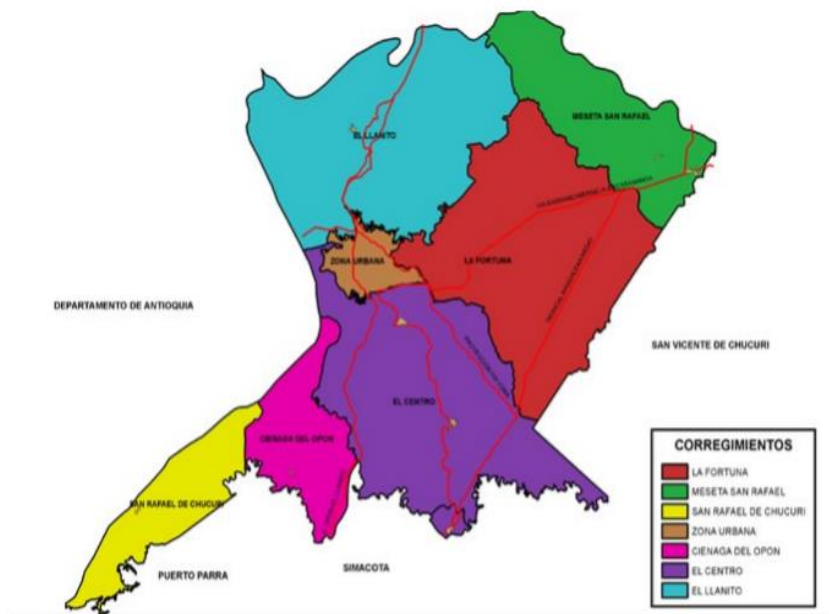 MESETA SAN RAFAEL
EL LLANITO
ZONA URBANA
LA FORTUNA
DEPARTAMENTO DE ANTIOQUIA
SAN VICENTE DE CHUCURI
EL CENTRO
CIENAGA DEL OPON
SAN RAFAEL DE CHUCURI
PUERTO PARRA
SIMACOTA
CORREGIMIENTOS
LA FORTUNA
MESETA SAN RAFAEL
SAN RAFAEL DE CHUCURI
ZONA URBANA
CIENAGA DEL OPON
EL CENTRO
EL LLANITO